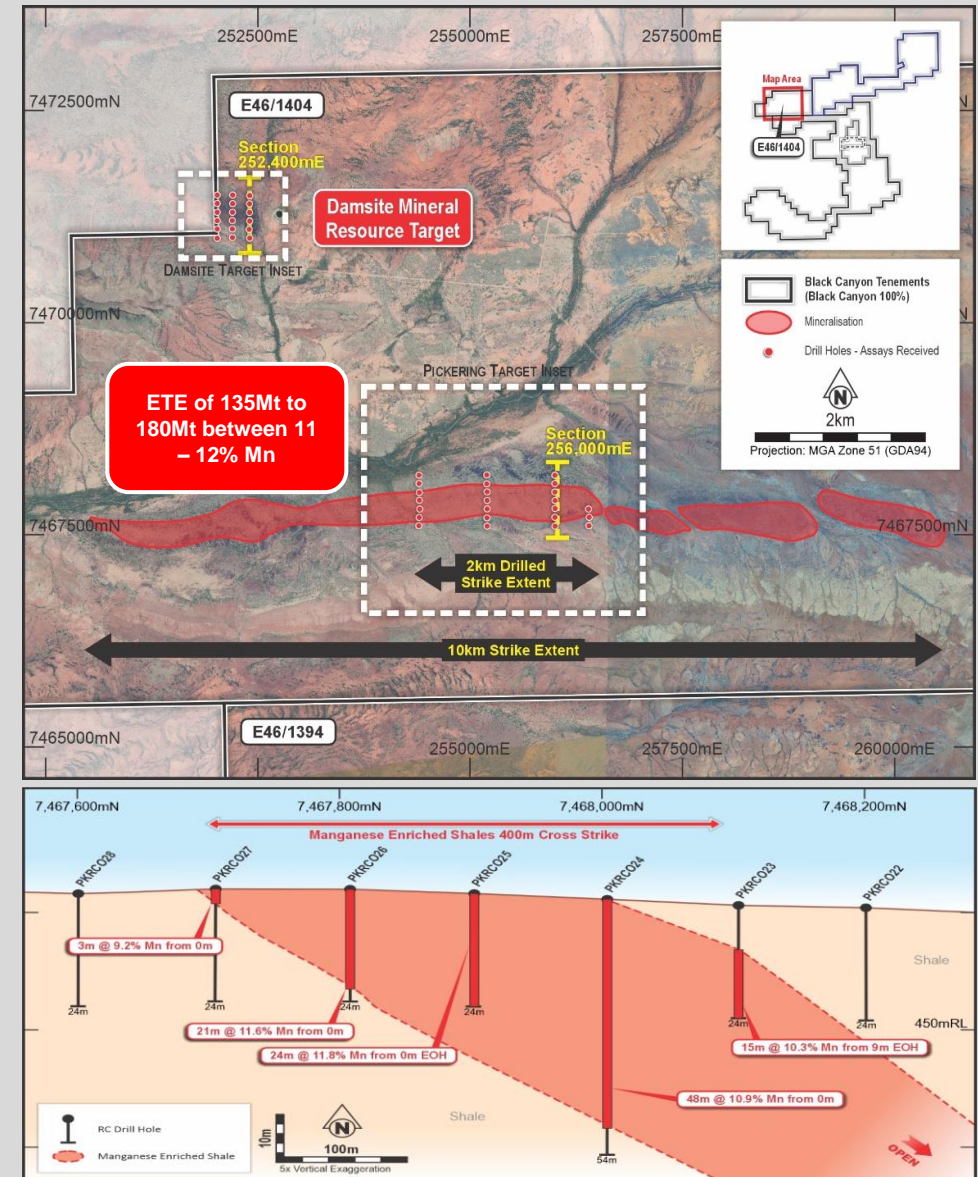 252500mE
255000mE
257500mE
7472500mN
E46/1404
Section
252,400mE
Damsite Mineral
Resource Target
DAMSITE TARGET INSET
7470000mN
Map Area
E46/1404
Black Canyon Tenements
(Black Canyon 100%)
Mineralisation
Drill Holes - Assays Received
N
2km
Projection: MGA Zone 51 (GDA94)
PICKERING TARGET INSET
ETE of 135Mt to
180Mt between 11
– 12% Mn
Section
256,000mE
7467500mN
7467500mN
2km Drilled
Strike Extent
10km Strike Extent
E46/1394
7465000mN
255000mE
257500mE
260000mE
7,467,600mN
7,467,800mN
7,468,000mN
7,468,200mN
Manganese Enriched Shales 400m Cross Strike
PKRC028
PKRC027
PKRC026
PKRC025
PKRC024
PKRC023
PKRC022
3m @ 9.2% Mn from 0m
Shale
24m
24m
24m
24m
24m
24m
450mRL
21m @ 11.6% Mn from 0m
24m @ 11.8% Mn from 0m EOH
15m @ 10.3% Mn from 9m EOH
48m @ 10.9% Mn from 0m
Shale
54m
OPEN
RC Drill Hole
Manganese Enriched Shale
10m
N
100m
5x Vertical Exaggeration